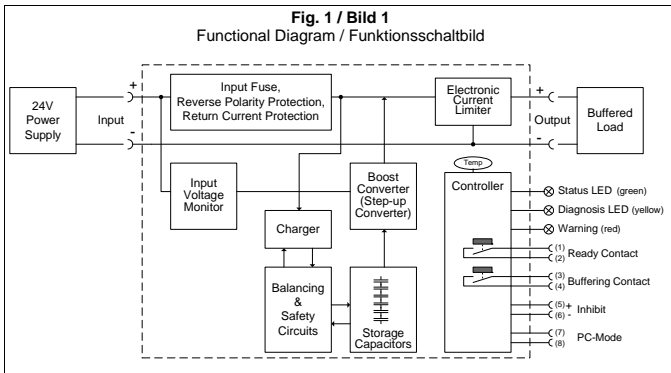 Fig. 1 / Bild 1
Functional Diagram / Funktionsschaltbild
24V
Power
Supply
+
Input
-
Input Fuse,
Reverse Polarity Protection,
Return Current Protection
Electronic
Current
Limiter
+
Output
-
Buffered
Load
Input
Voltage
Monitor
Boost
Converter
(Step-up
Converter)
Charger
Balancing
&
Safety
Circuits
Storage
Capacitors
Temp
Controller
Status LED (green)
Diagnosis LED (yellow)
Warning (red)
(1)
(2)
Ready Contact
(3)
(4)
Buffering Contact
(5) +
(6) -
Inhibit
(7)
(8)
PC-Mode